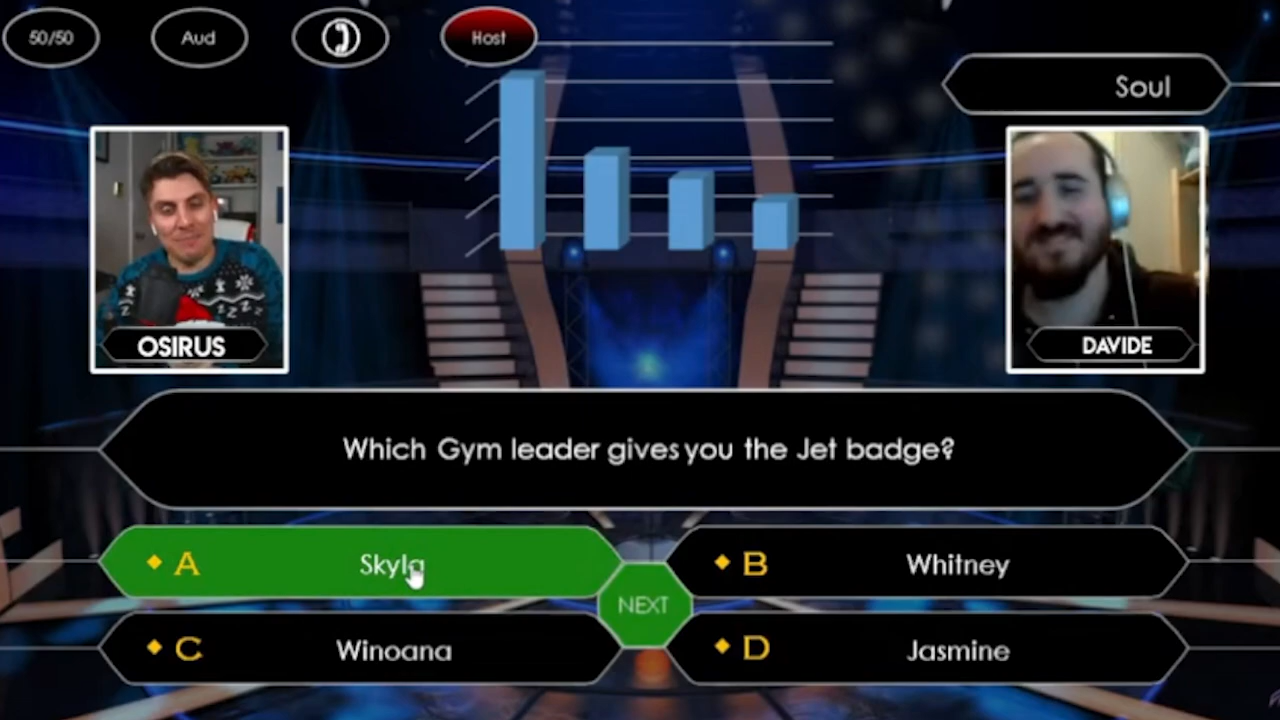 50/50
Aud
Host
Soul
OSIRUS
DAVIDE
Which Gym leader gives you the Jet badge?
A Skyla
B Whitney
NEXT
C Winoana
D Jasmine